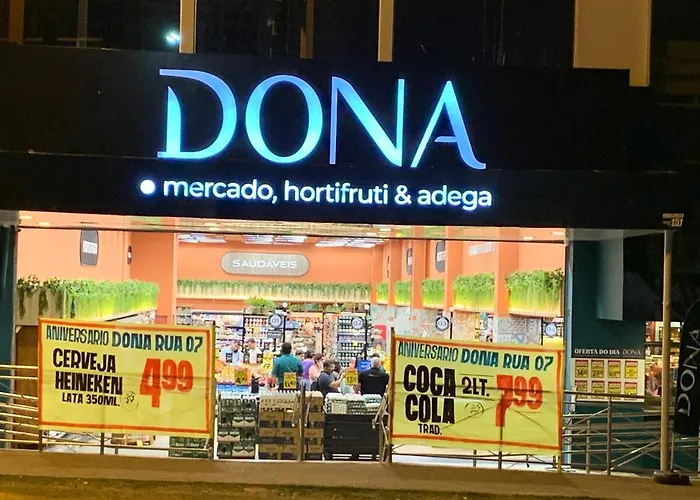 DONA
mercado, hortifruti & adega
SAUDÁVEIS
ANIVERSARIO DONA RUA 07
CERVEJA
HEINEKEN
LATA 350ML.
4,99
ANIVERSARIO DONA RUA 07
COCA
COLA
TRAD.
2LT.
7,99
OFERTA DO DIA DONA
DONA